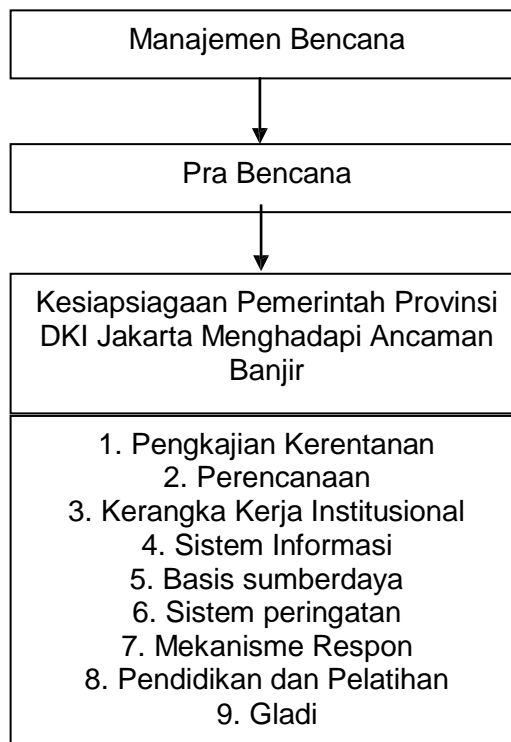 Manajemen Bencana
Pra Bencana
Kesiapsiagaan Pemerintah Provinsi
DKI Jakarta Menghadapi Ancaman
Banjir
1. Pengkajian Kerentanan
2. Perencanaan
3. Kerangka Kerja Institusional
4. Sistem Informasi
5. Basis sumberdaya
6. Sistem peringatan
7. Mekanisme Respon
8. Pendidikan dan Pelatihan
9. Gladi